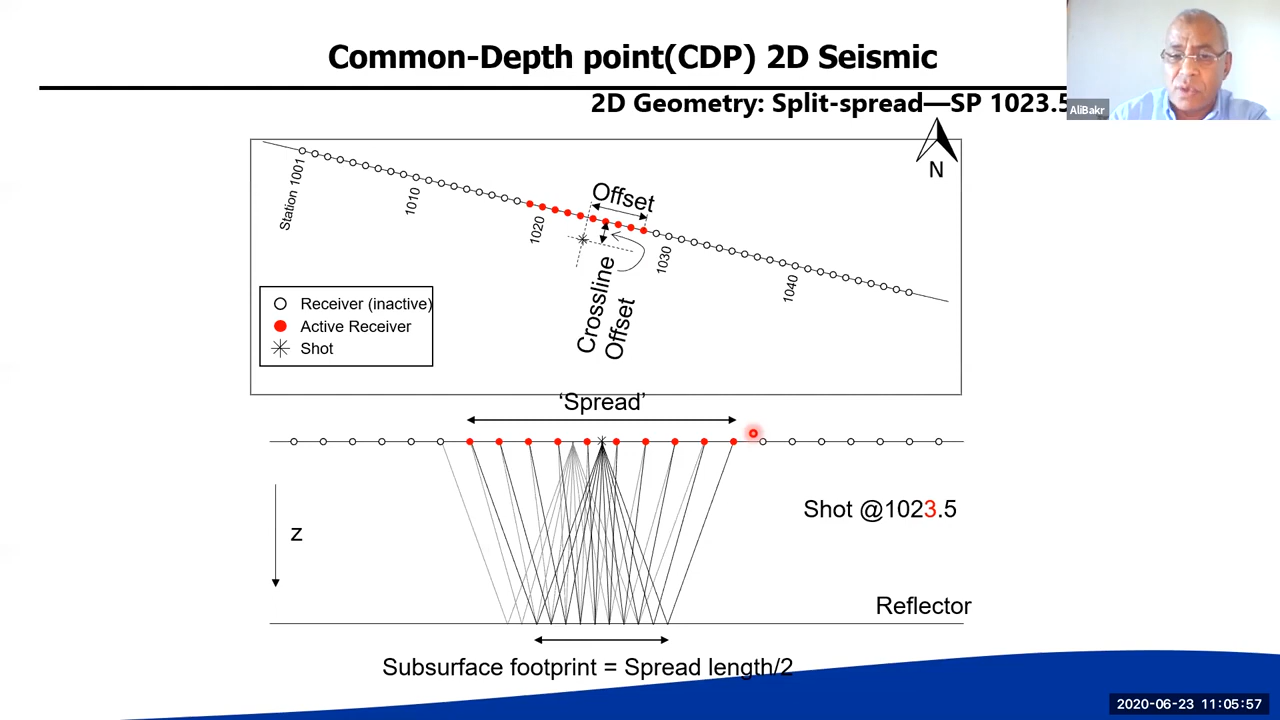 Common-Depth point(CDP) 2D Seismic
2D Geometry: Split-spread—SP 1023.5
AliBakr
N
Station 1001
1010
1020
1030
1040
Offset
Crossline
Offset
Receiver (inactive)
Active Receiver
Shot
‘Spread’
z
Shot @1023.5
Reflector
Subsurface footprint = Spread length/2
2020-06-23 11:05:57